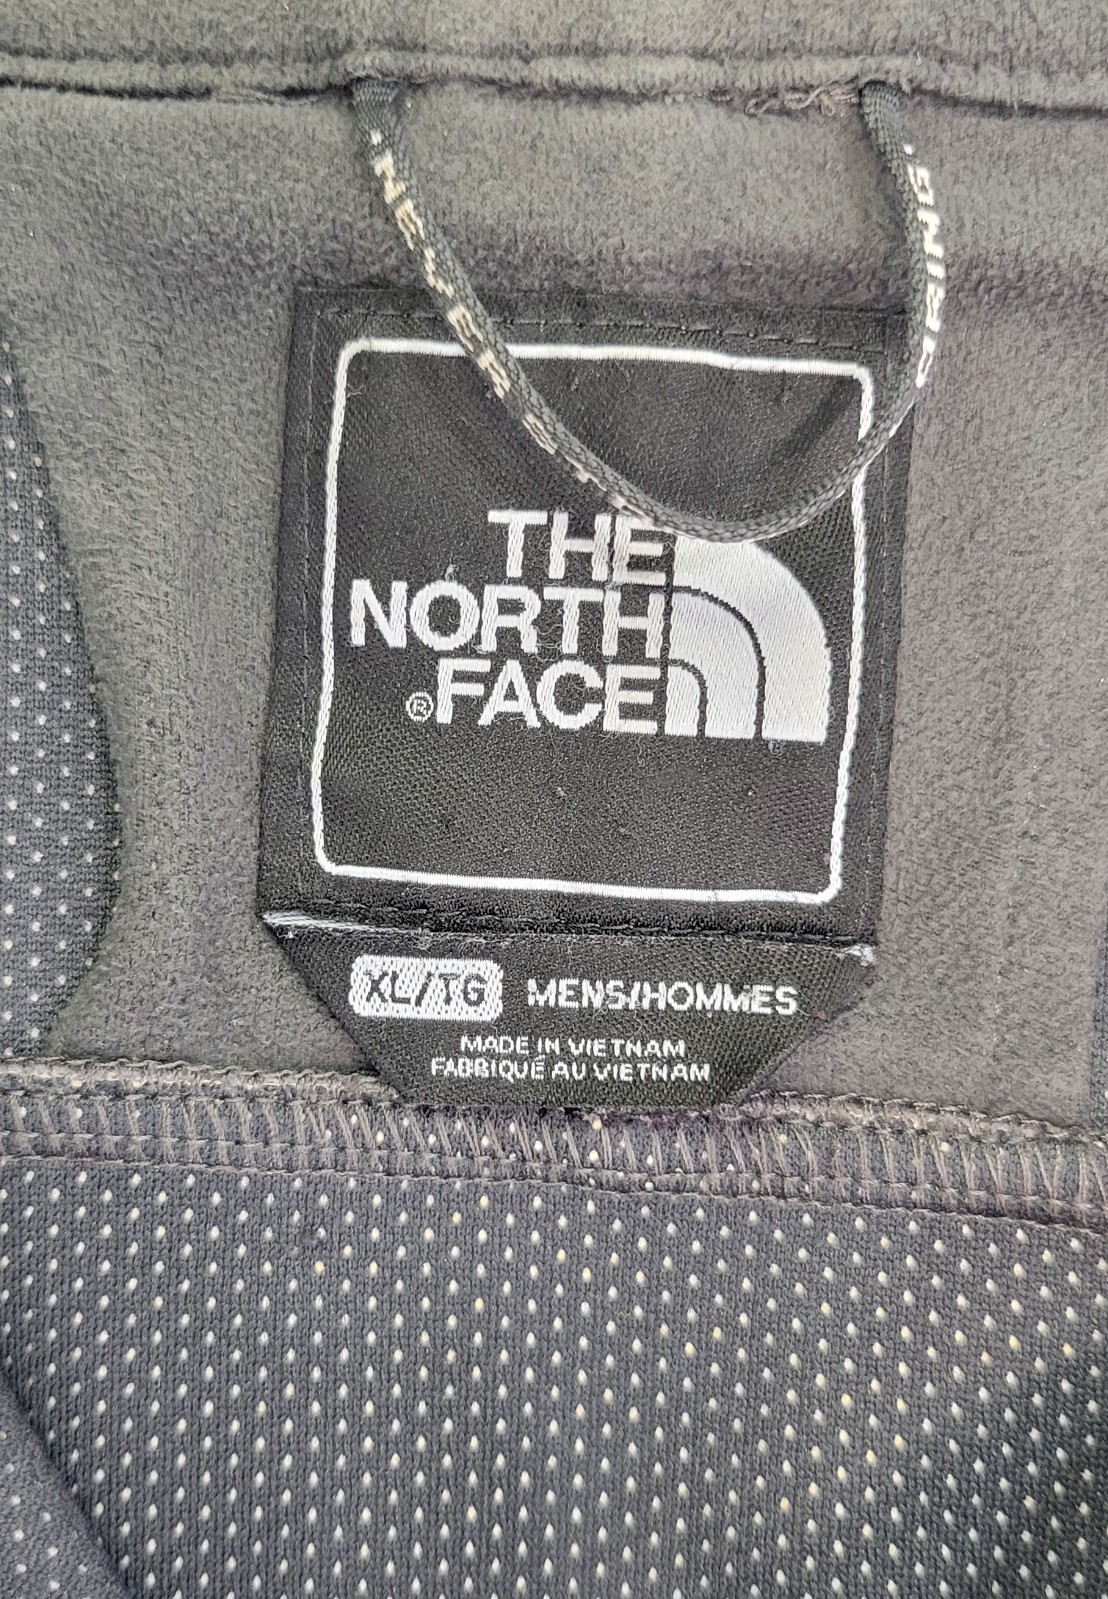 THE
NORTH
®FACE
XL/TG MENS/HOMMES
MADE IN VIETNAM
FABRIQUÉ AU VIETNAM